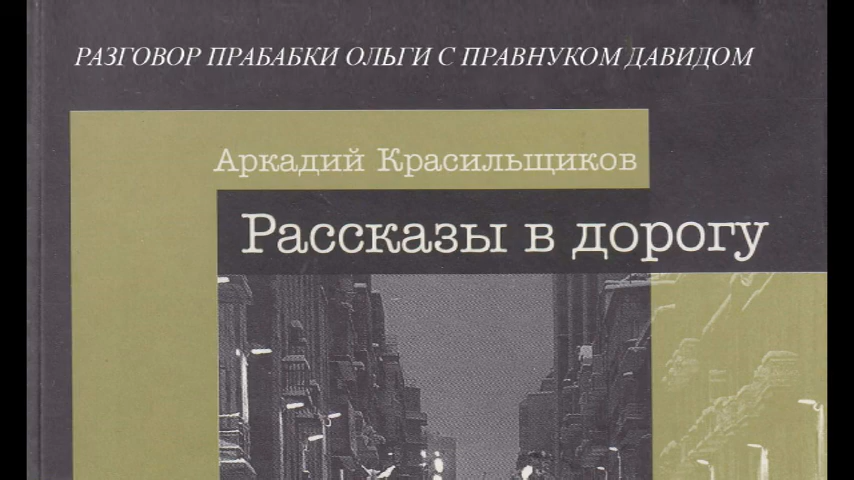 РАЗГОВОР ПРАБАБКИ ОЛЬГИ С ПРАВНУКОМ ДАВИДОМ
Аркадий Красильщиков
Рассказы в дорогу